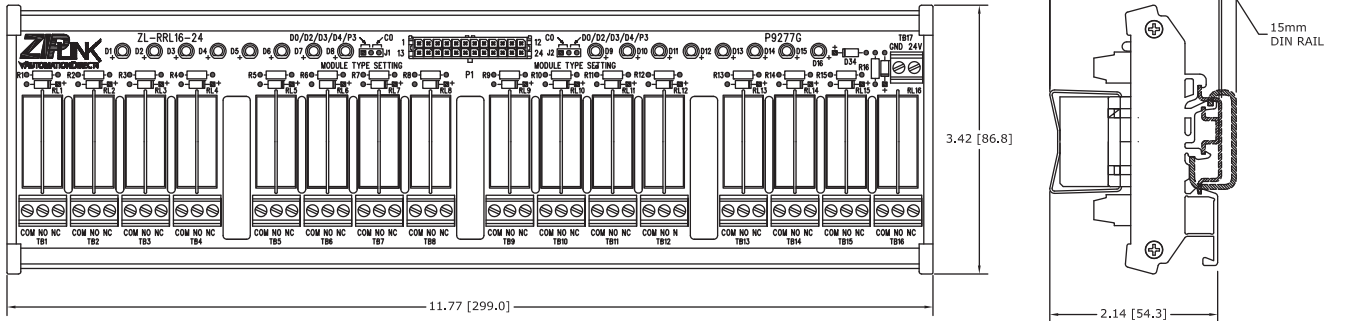 ZIPLINK
AUTOMATIONDIRECT
ZL-RRL16-24
D0/D2/D3/D4/P3
C0
J1
1
12
13
24
P1
C0
J2
D0/D2/D3/D4/P3
P9277G
TB17
GND 24V
D1 D2 D3 D4 D5 D6 D7 D8 D9 D10 D11 D12 D13 D14 D15 D16
D34
R16
MODULE TYPE SETTING
MODULE TYPE SETTING
R1 R2 R3 R4 R5 R6 R7 R8 R9 R10 R11 R12 R13 R14 R15
RL1 RL2 RL3 RL4 RL5 RL6 RL7 RL8 RL9 RL10 RL11 RL12 RL13 RL14 RL15 RL16
COM NO NC COM NO NC COM NO NC COM NO NC COM NO NC COM NO NC COM NO NC COM NO NC COM NO NC COM NO NC COM NO NC COM NO N COM NO NC COM NO NC COM NO NC COM NO NC
TB1 TB2 TB3 TB4 TB5 TB6 TB7 TB8 TB9 TB10 TB11 TB12 TB13 TB14 TB15 TB16
3.42 [86.8]
11.77 [299.0]
15mm
DIN RAIL
2.14 [54.3]